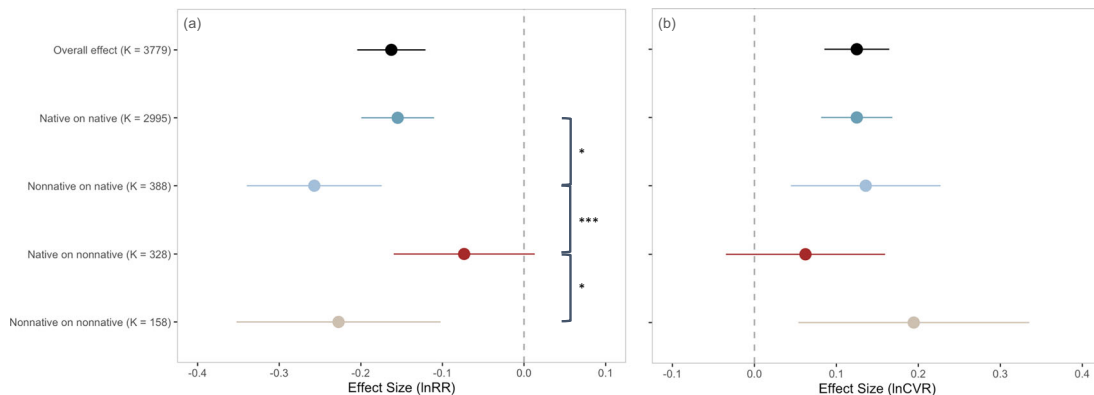 (a)
(b)
Overall effect (K = 3779)
Native on native (K = 2995)
*
Nonnative on native (K = 388)
***
Native on nonnative (K = 328)
*
Nonnative on nonnative (K = 158)
-0.4 -0.3 -0.2 -0.1 0.0 0.1
-0.1 0.0 0.1 0.2 0.3 0.4
Effect Size (lnRR)
Effect Size (lnCVR)